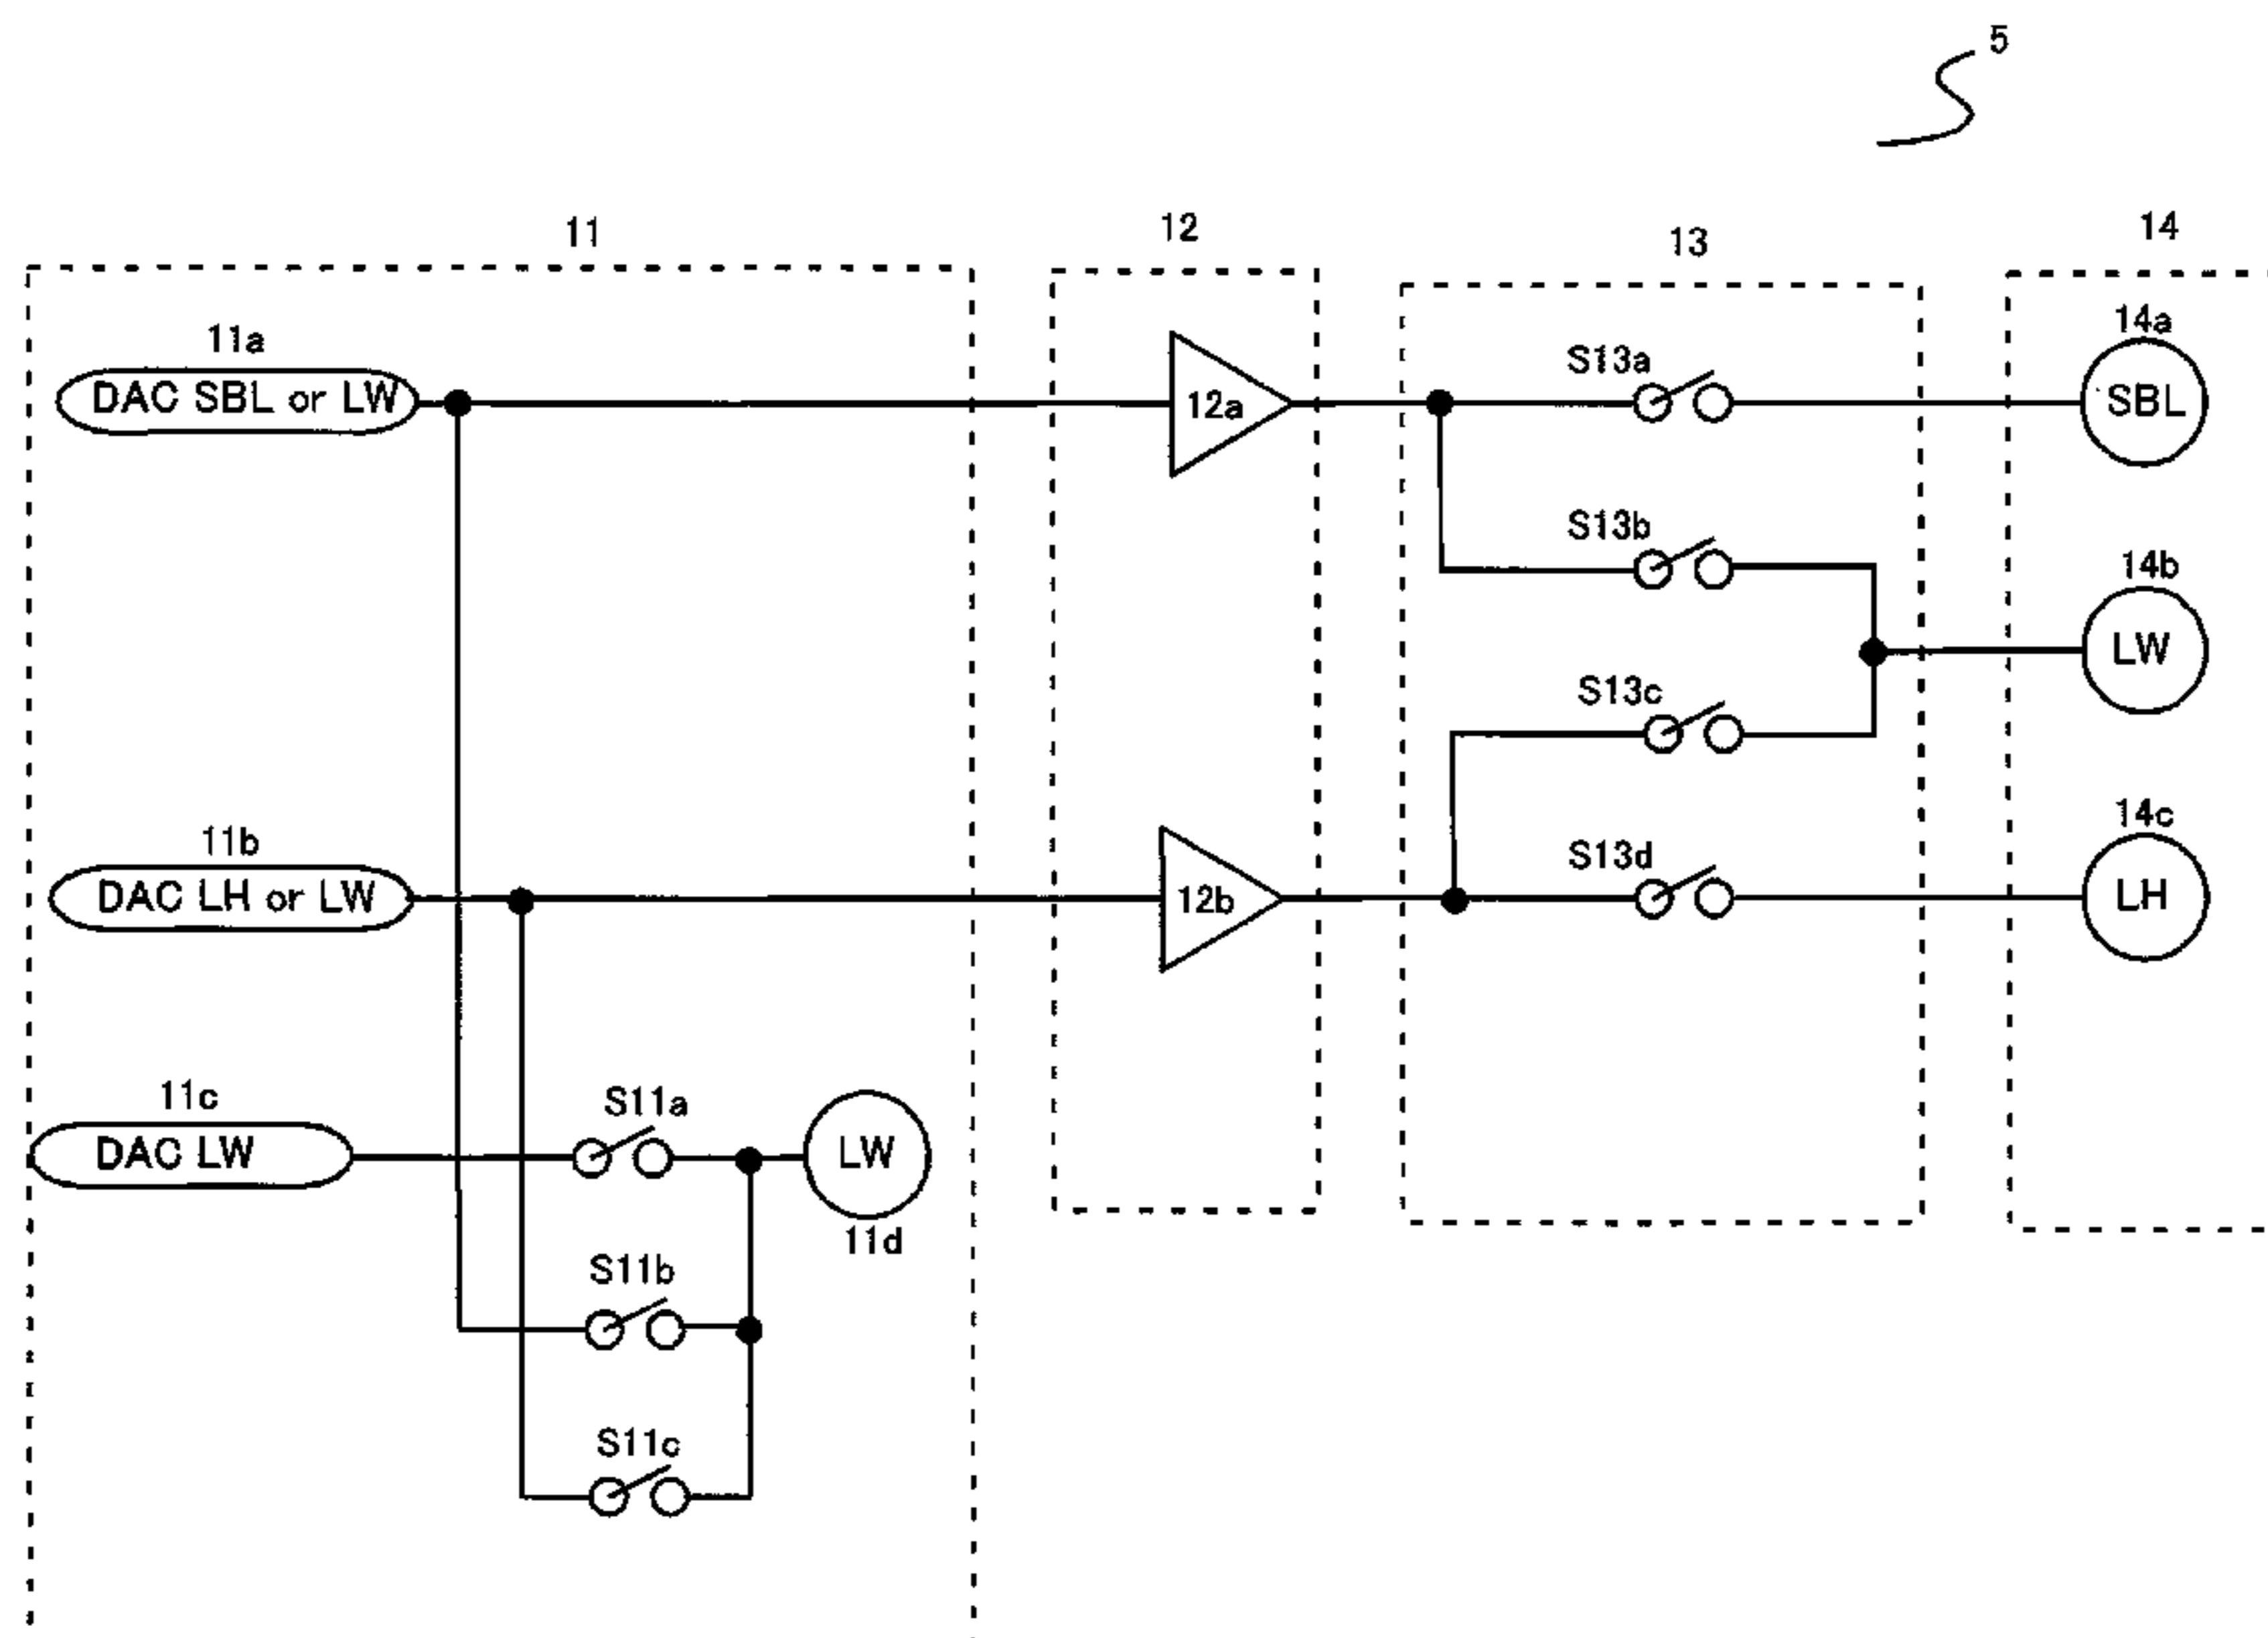 5
11
12
13
14
11a
DAC SBL or LW
12a
S13a
14a
SBL
S13b
14b
LW
S13c
11b
DAC LH or LW
12b
S13d
14c
LH
11c
DAC LW
S11a
LW
11d
S11b
S11c